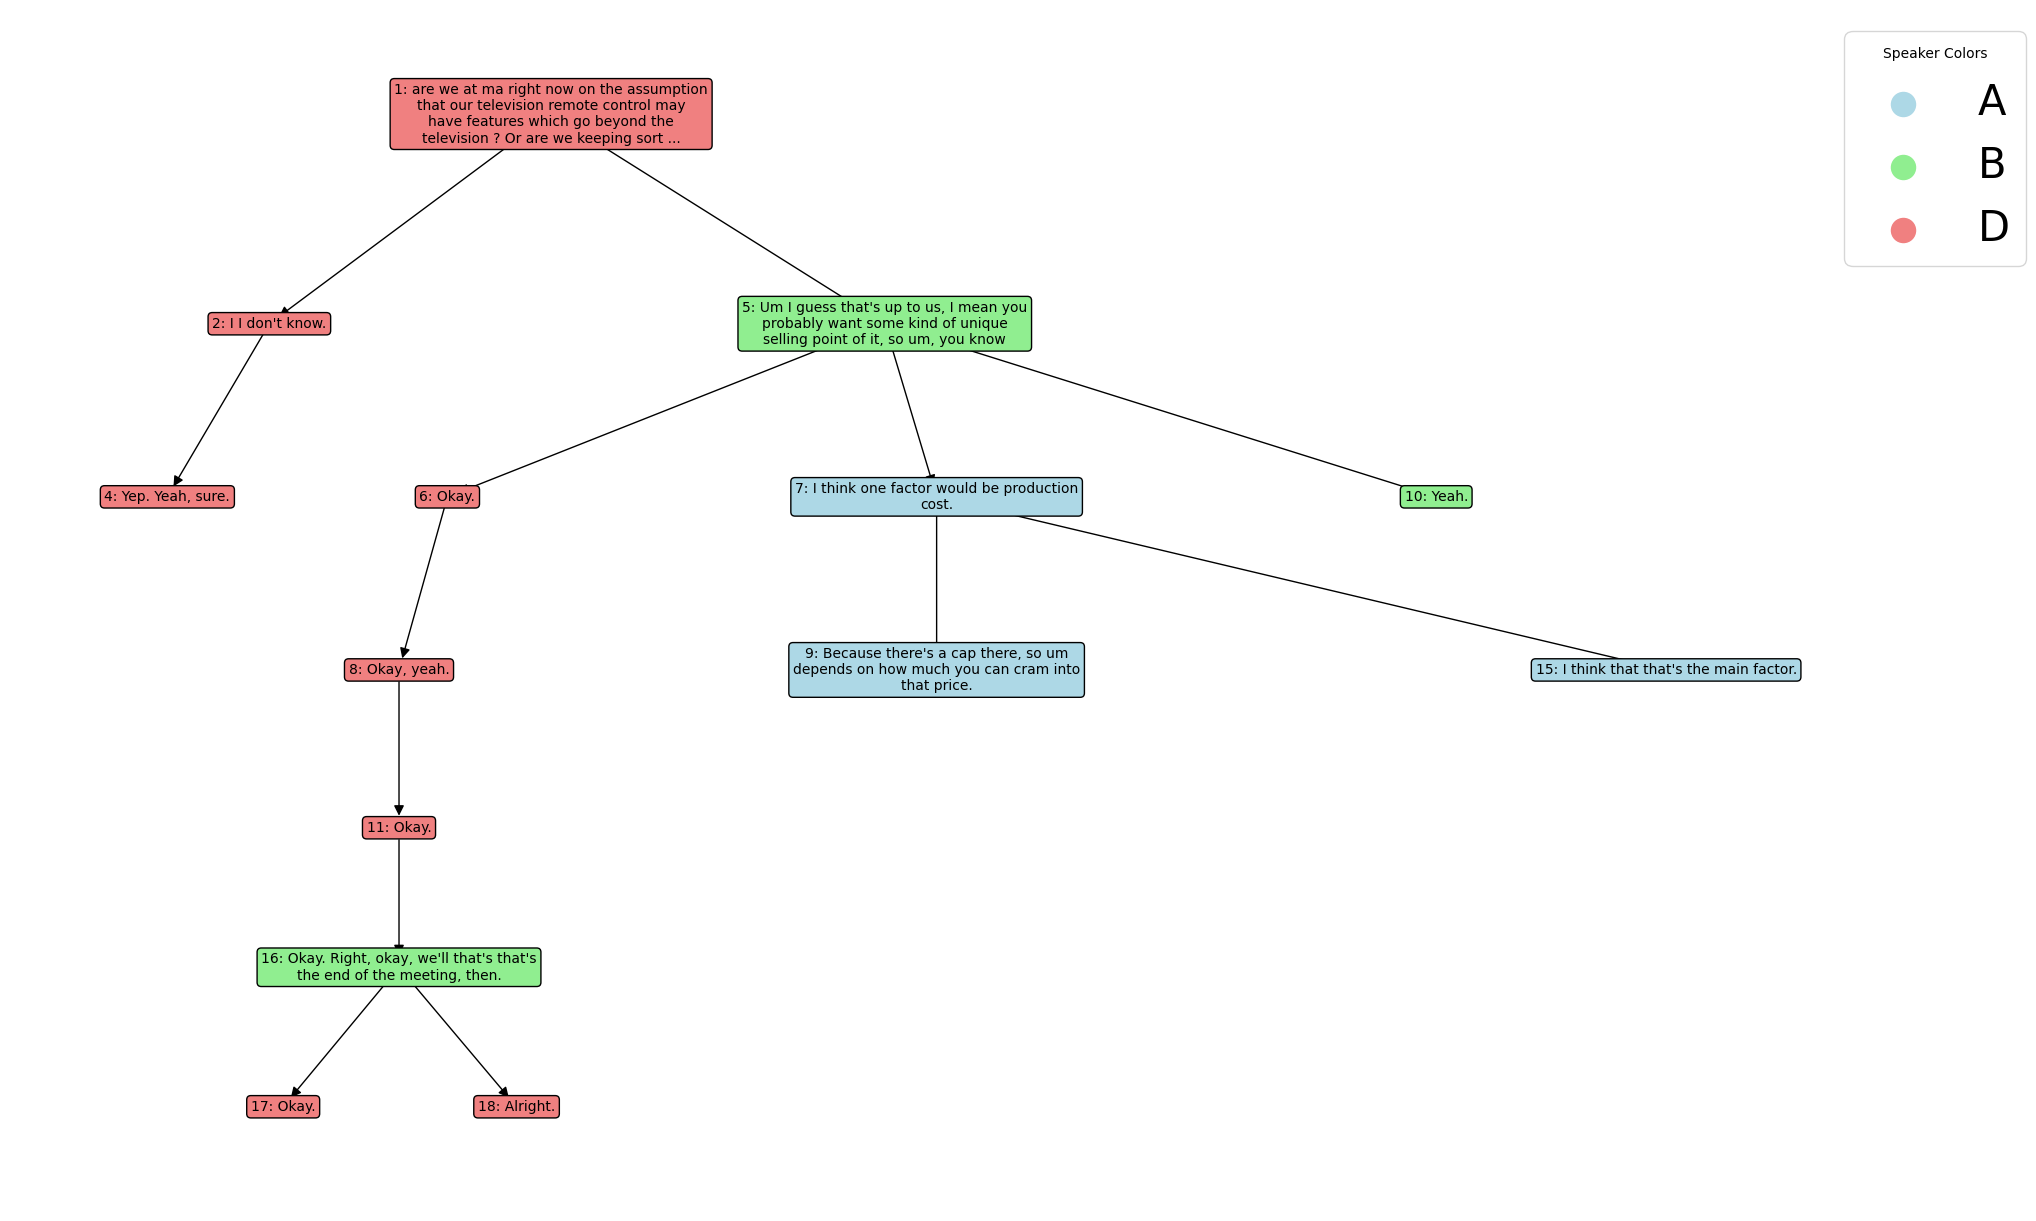 Speaker Colors
A
B
D
1: are we at ma right now on the assumption
that our television remote control may
have features which go beyond the
television ? Or are we keeping sort ...
2: I I don't know.
5: Um I guess that's up to us, I mean you
probably want some kind of unique
selling point of it, so um, you know
4: Yep. Yeah, sure.
6: Okay.
7: I think one factor would be production
cost.
10: Yeah.
8: Okay, yeah.
9: Because there's a cap there, so um
depends on how much you can cram into
that price.
15: I think that that's the main factor.
11: Okay.
16: Okay. Right, okay, we'll that's that's
the end of the meeting, then.
17: Okay.
18: Alright.